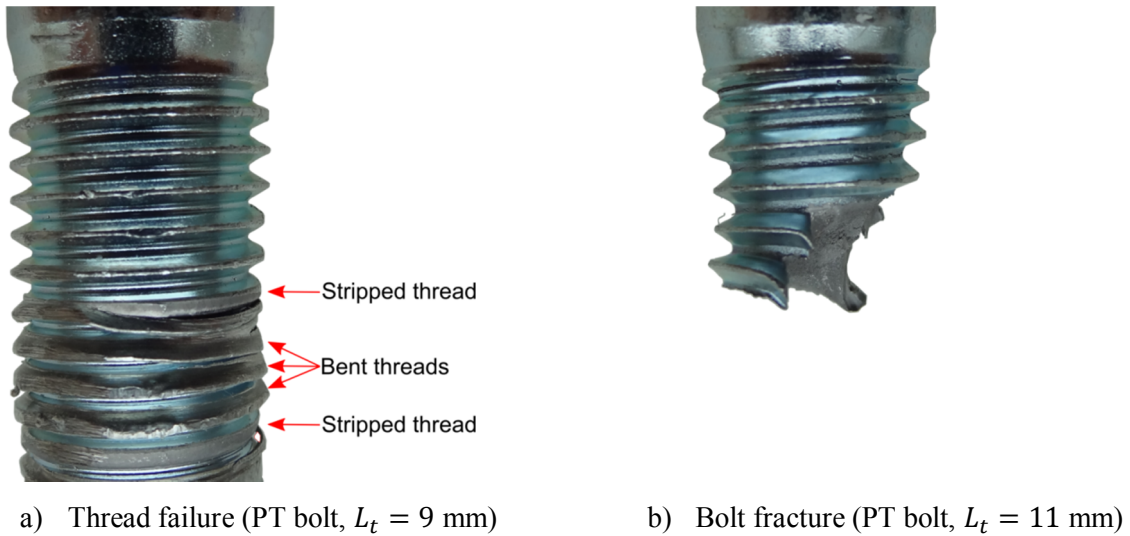 Stripped thread
Bent threads
Stripped thread
a) Thread failure (PT bolt, L_t = 9 mm)
b) Bolt fracture (PT bolt, L_t = 11 mm)